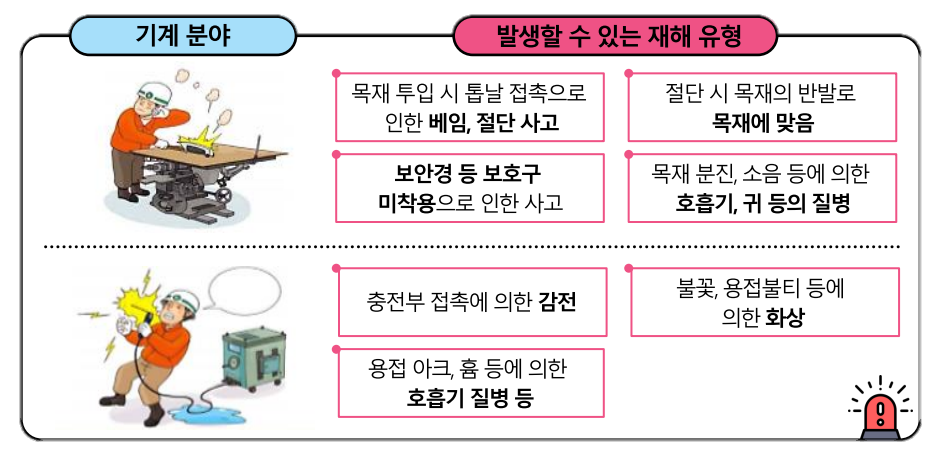 기계 분야
발생할 수 있는 재해 유형
목재 투입 시 톱날 접촉으로
인한 베임, 절단 사고
절단 시 목재의 반발로
목재에 맞음
보안경 등 보호구
미착용으로 인한 사고
목재 분진, 소음 등에 의한
호흡기, 귀 등의 질병
충전부 접촉에 의한 감전
불꽃, 용접불티 등에
의한 화상
용접 아크, 흄 등에 의한
호흡기 질병 등